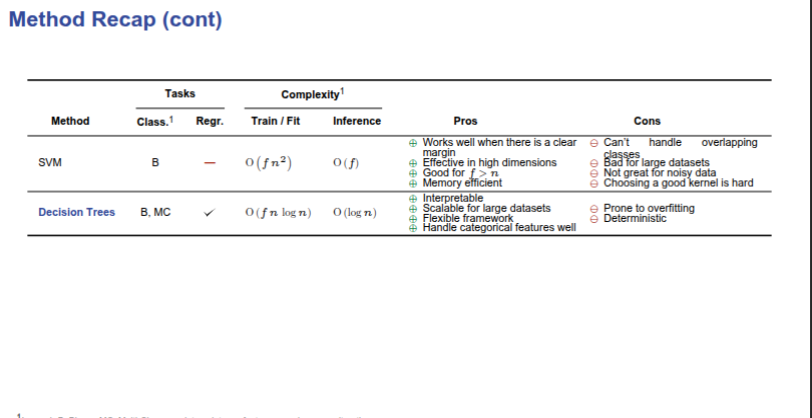 Method Recap (cont)
Tasks Complexity¹
Method Class.¹ Regr. Train / Fit Inference Pros Cons
SVM B — O(f n²) O(f)
⊕ Works well when there is a clear margin
⊕ Effective in high dimensions
⊕ Good for f > n
⊕ Memory efficient
⊖ Can't handle overlapping classes
⊖ Bad for large datasets
⊖ Not great for noisy data
⊖ Choosing a good kernel is hard
Decision Trees B, MC ✓ O(f n log n) O(log n)
⊕ Interpretable
⊕ Scalable for large datasets
⊕ Flexible framework
⊕ Handle categorical features well
⊖ Prone to overfitting
⊖ Deterministic
1